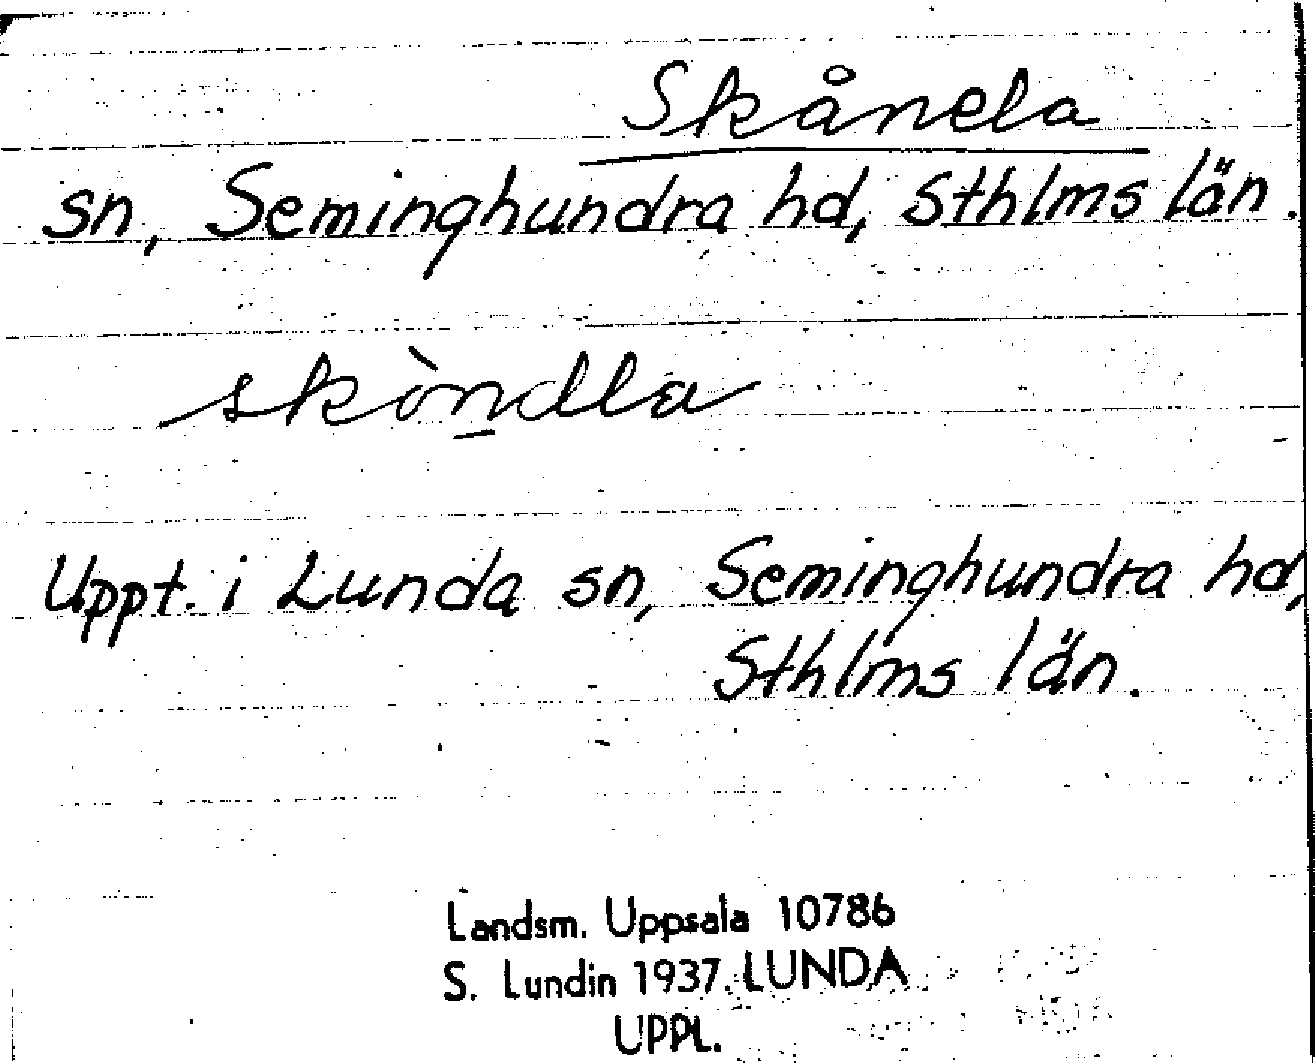 Skånela
sn, Seminghundra hd, Sthlms län.
skòndla
Uppt. i Lunda sn, Seminghundra hd,
Sthlms län.
Landsm. Uppsala 10786
S. Lundin 1937. LUNDA
UPPL.